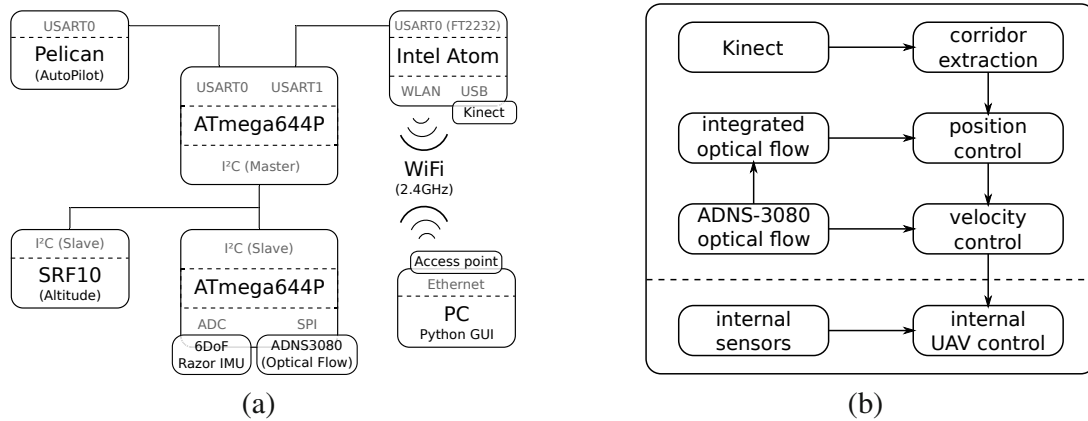 USART0
Pelican
(AutoPilot)
USART0 (FT2232)
Intel Atom
WLAN USB
Kinect
USART0 USART1
ATmega644P
I²C (Master)
WiFi
(2.4GHz)
I²C (Slave)
SRF10
(Altitude)
I²C (Slave)
ATmega644P
ADC SPI
6DoF
Razor IMU
ADNS3080
(Optical Flow)
Access point
Ethernet
PC
Python GUI
(a)
Kinect
corridor
extraction
integrated
optical flow
position
control
ADNS-3080
optical flow
velocity
control
internal
sensors
internal
UAV control
(b)